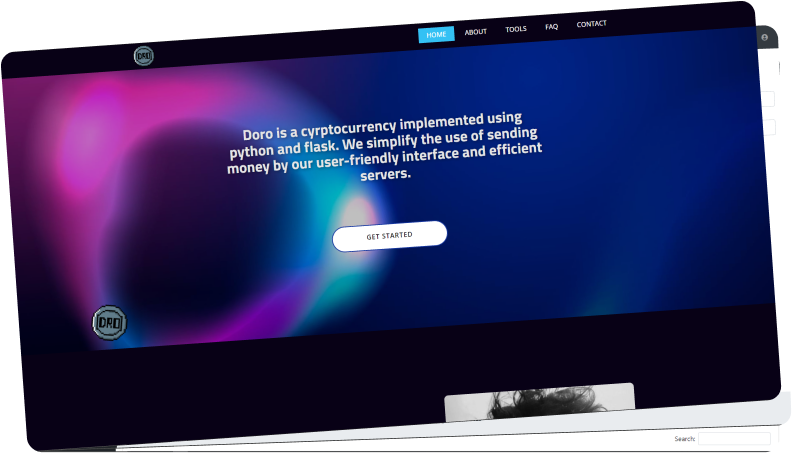 DRD
HOME ABOUT TOOLS FAQ CONTACT
Doro is a cyrptocurrency implemented using
python and flask. We simplify the use of sending
money by our user-friendly interface and efficient
servers.
GET STARTED
DRD
Search: